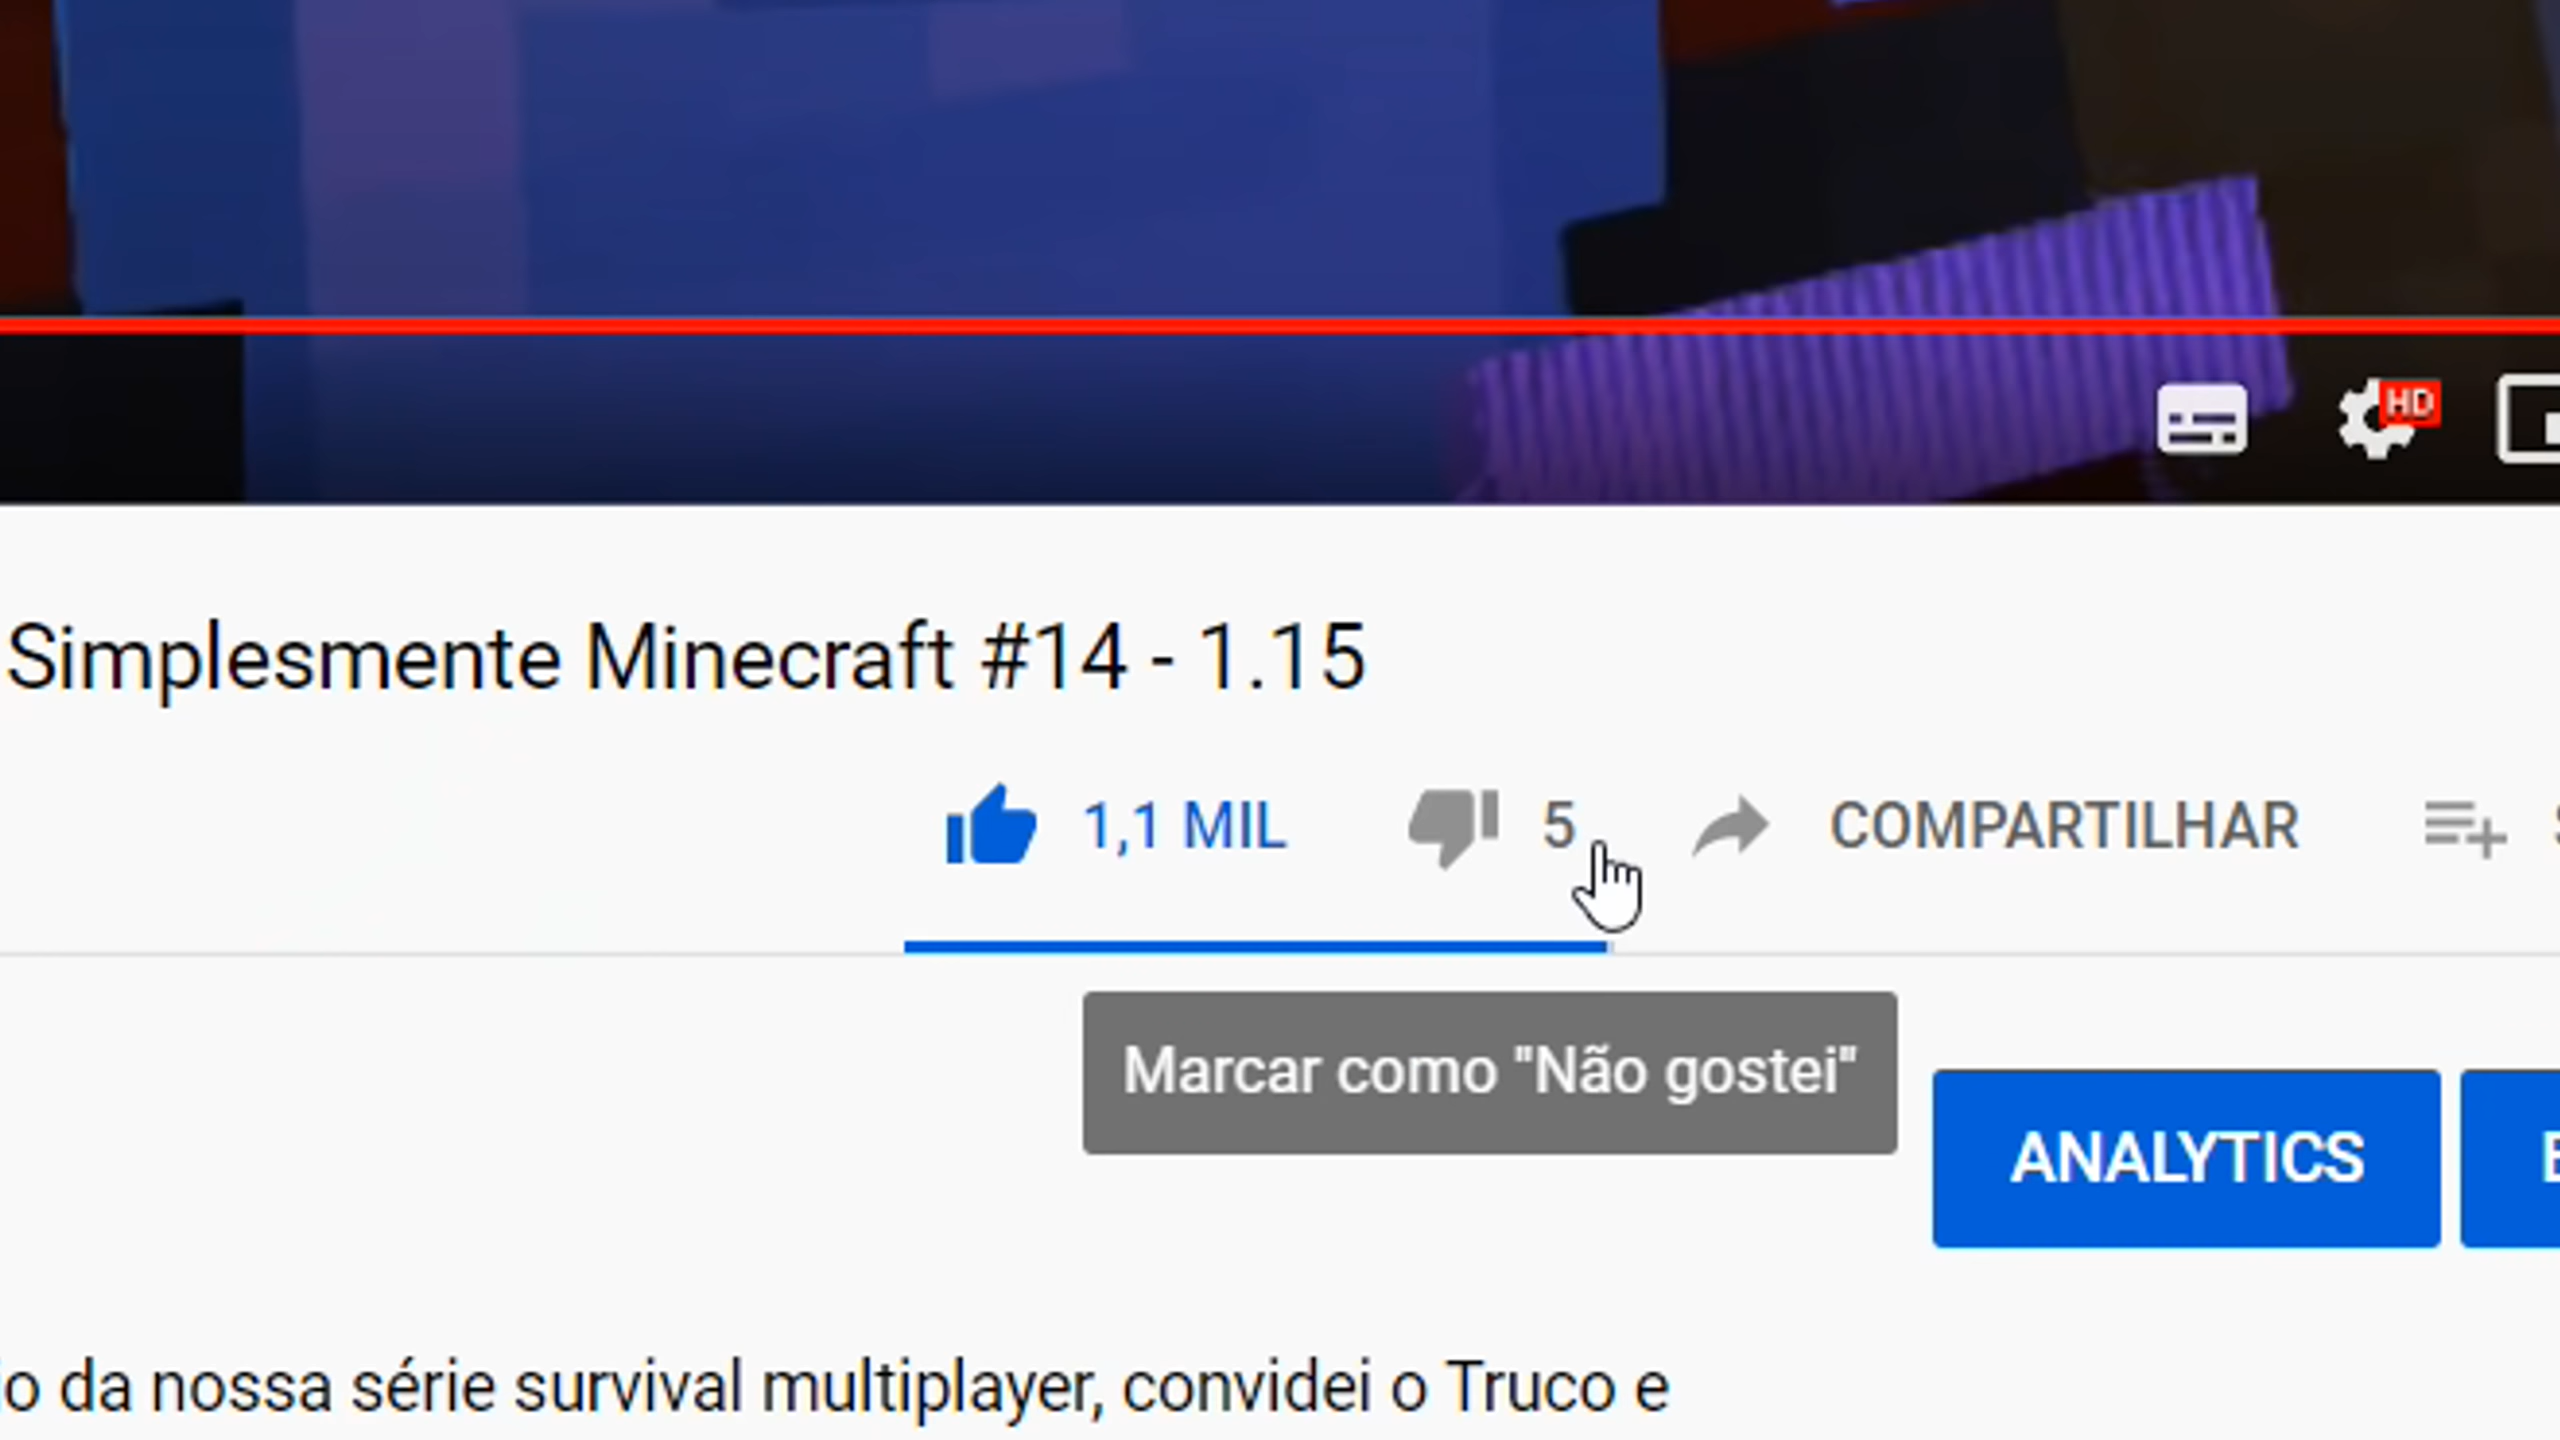 HD
Simplesmente Minecraft #14 - 1.15
1,1 MIL 5 COMPARTILHAR
Marcar como "Não gostei"
ANALYTICS
da nossa série survival multiplayer, convidei o Truco e